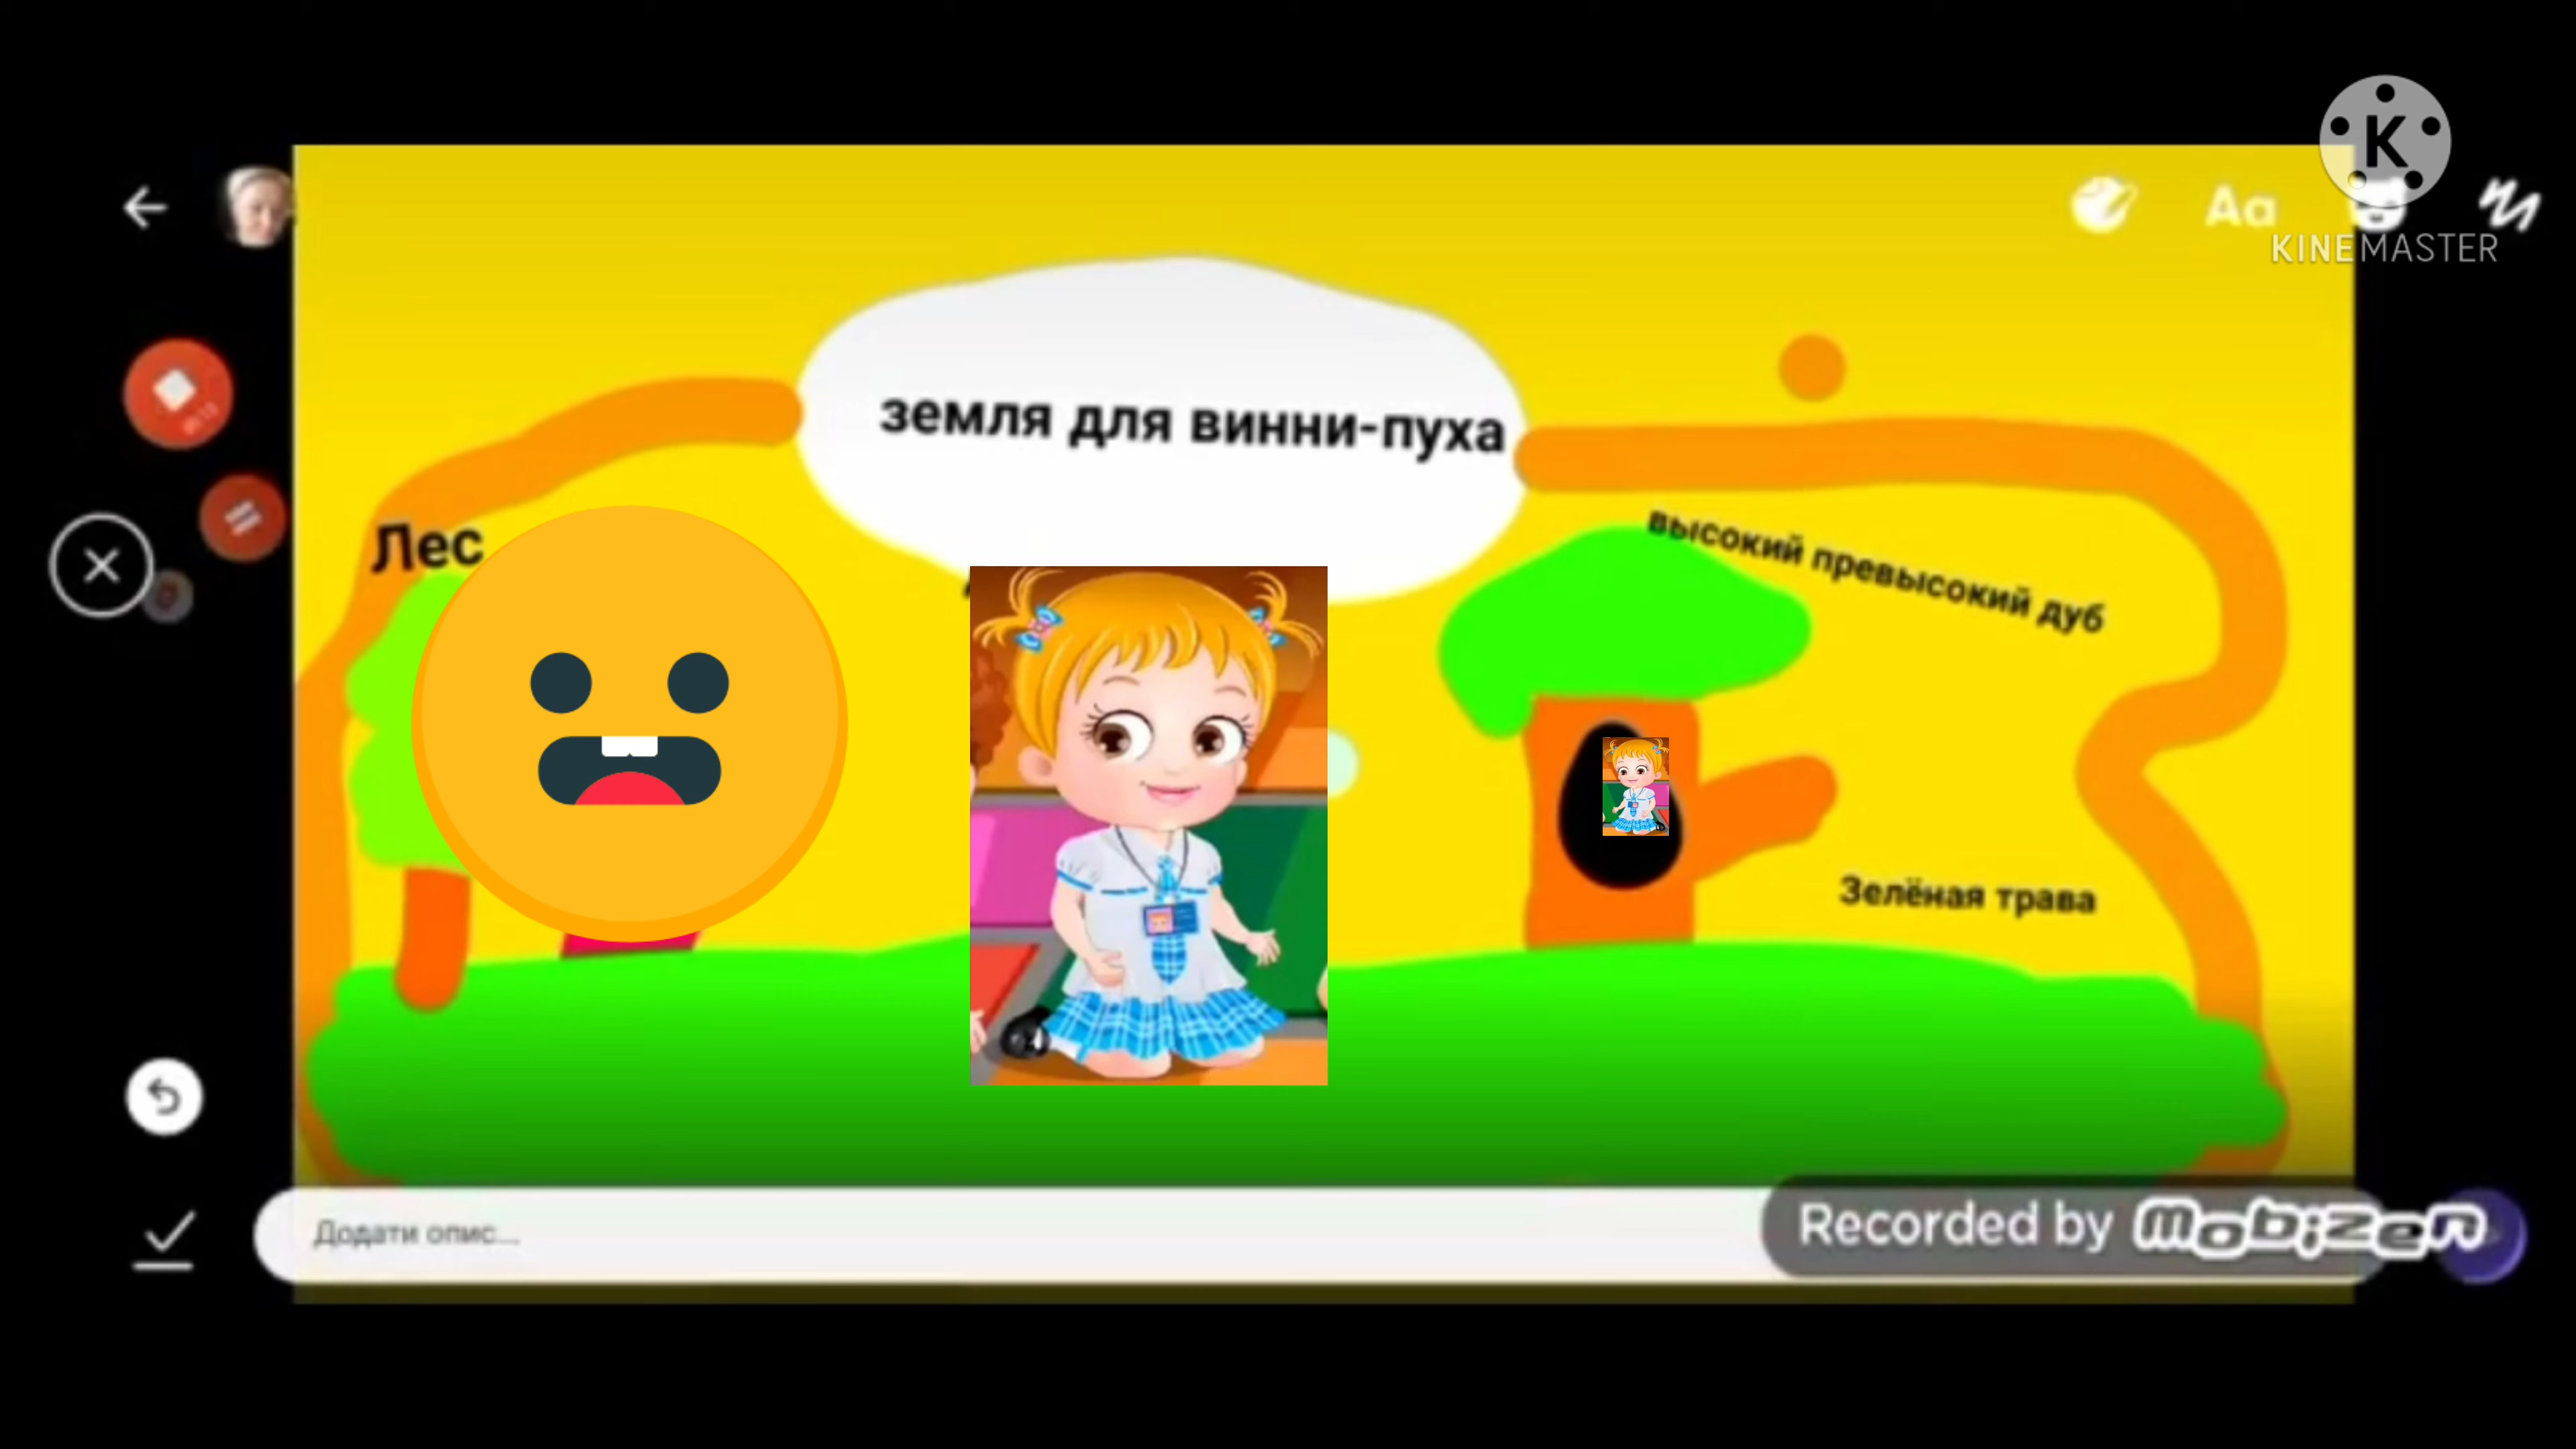 K
Aa
KINEMASTER
земля для винни-пуха
Лес
высокий превысокий дуб
Зелёная трава
Додати опис...
Recorded by mobizen